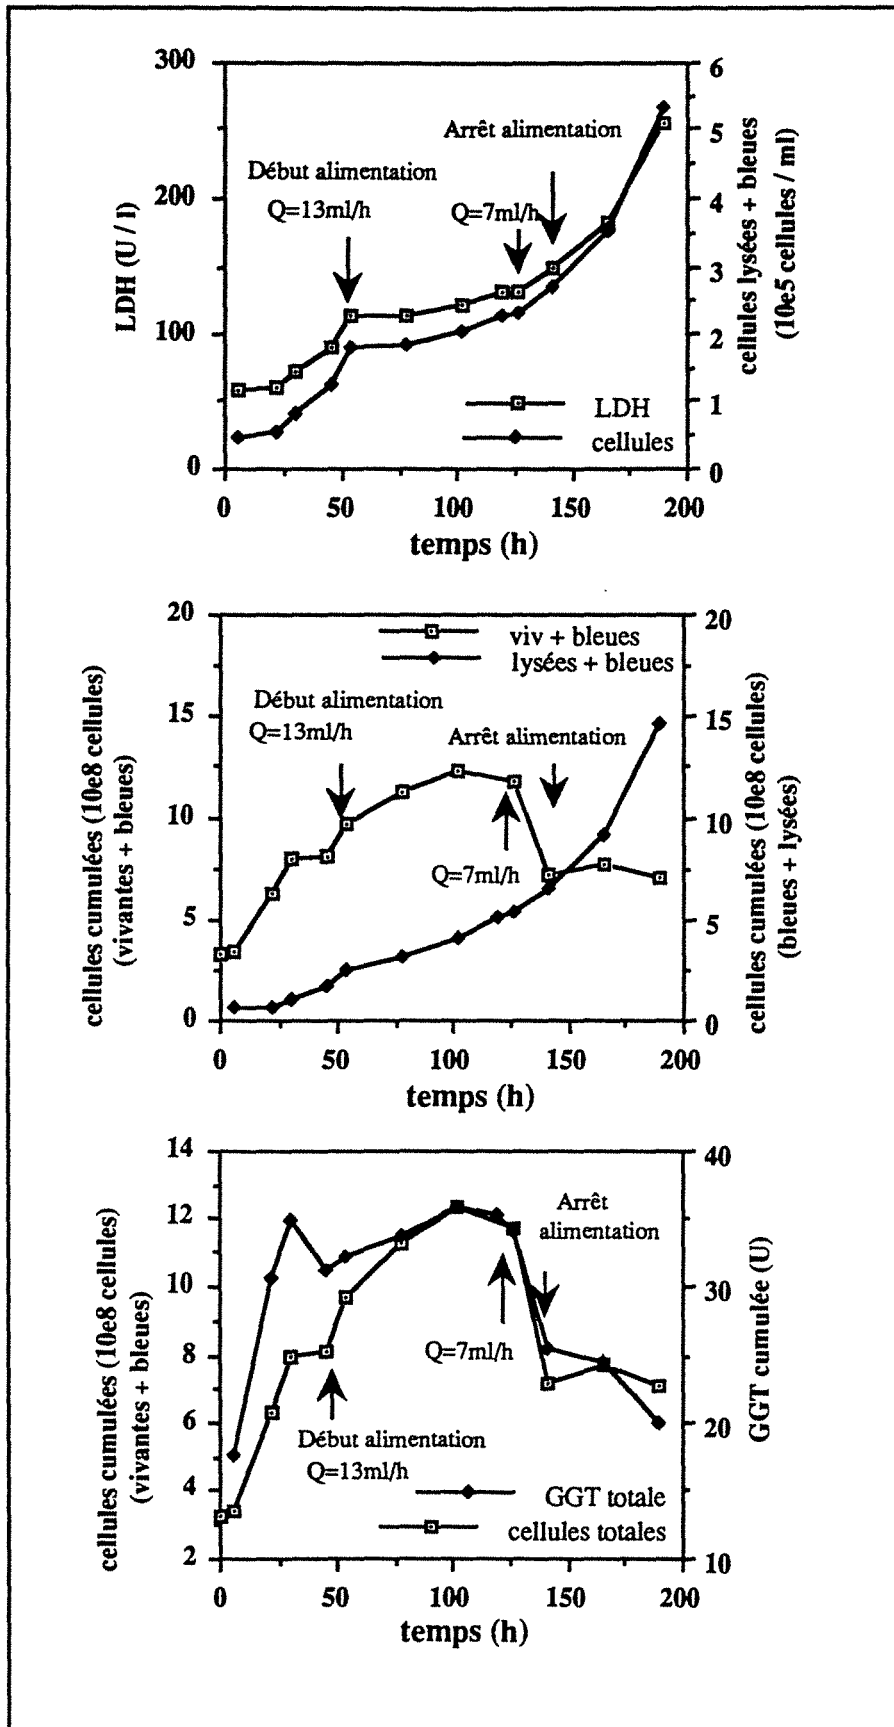 300
200
100
0
LDH (U / l)
6
5
4
3
2
1
0
cellules lysées + bleues
(10e5 cellules / ml)
Arrêt alimentation
Début alimentation
Q=13ml/h
Q=7ml/h
LDH
cellules
0
50
100
150
200
temps (h)
20
15
10
5
0
cellules cumulées (10e8 cellules)
(vivantes + bleues)
20
15
10
5
0
cellules cumulées (10e8 cellules)
(bleues + lysées)
viv + bleues
lysées + bleues
Début alimentation
Q=13ml/h
Arrêt alimentation
Q=7ml/h
0
50
100
150
200
temps (h)
14
12
10
8
6
4
2
cellules cumulées (10e8 cellules)
(vivantes + bleues)
40
30
20
10
GGT cumulée (U)
Arrêt
alimentation
Q=7ml/h
Début alimentation
Q=13ml/h
GGT totale
cellules totales
0
50
100
150
200
temps (h)